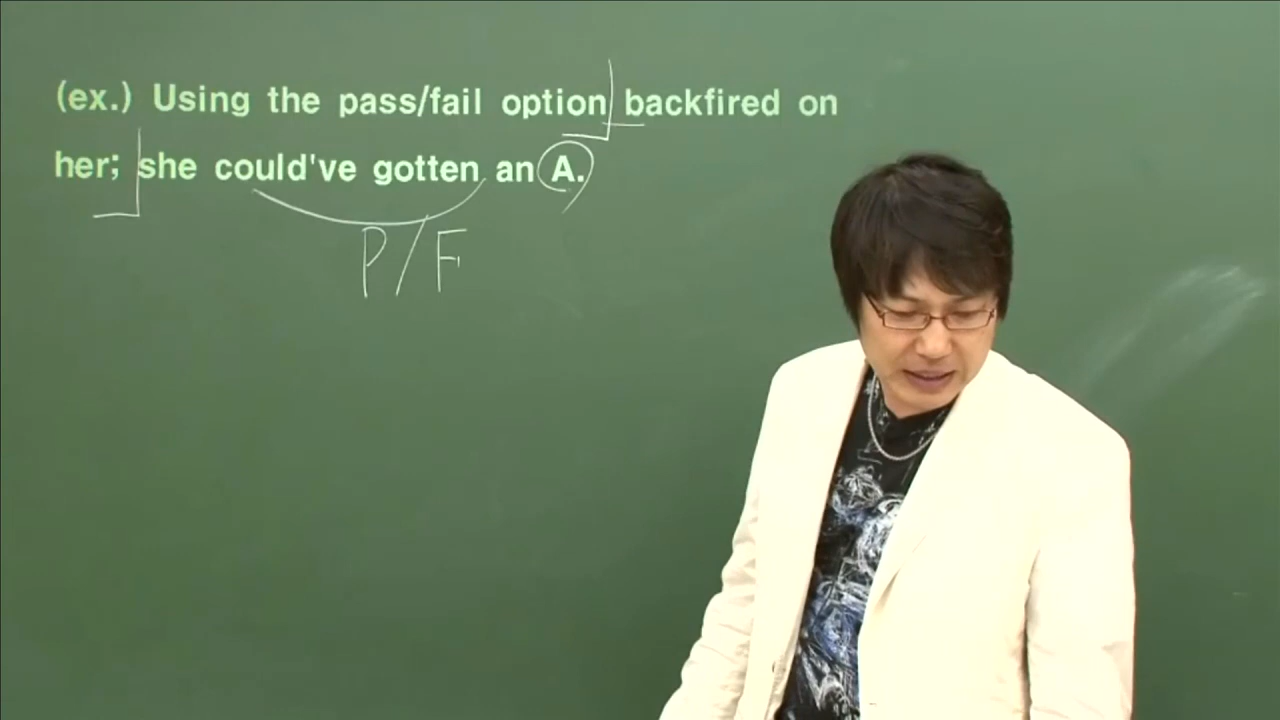 (ex.) Using the pass/fail option backfired on
her; she could've gotten an A.
P/F